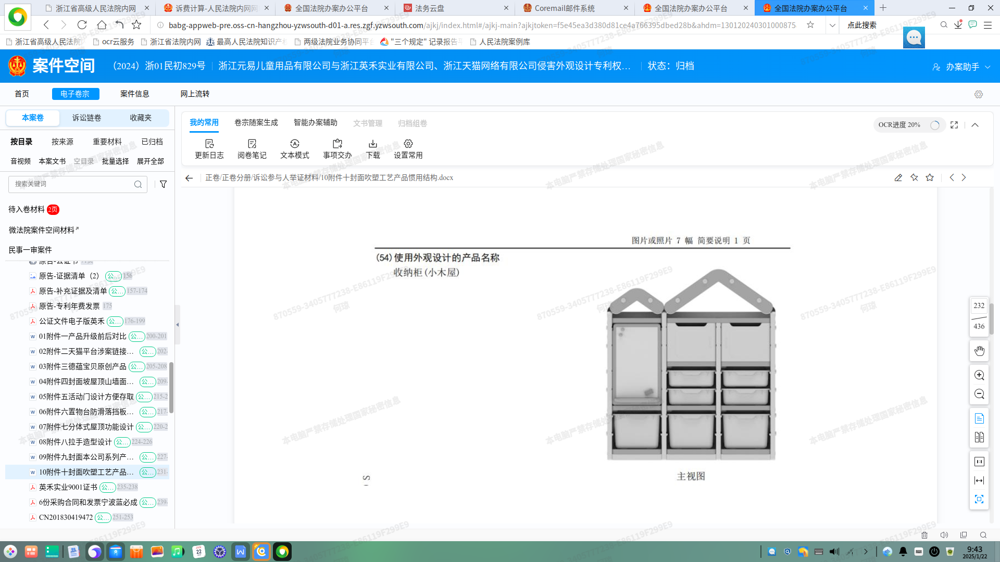 浙江省高级人民法院内网
诉费计算-人民法院内网网
全国法院办案办公平台
法务云盘
Coremail邮件系统
全国法院办案办公平台
全国法院办案办公平台
babg-appweb-pre.oss-cn-hangzhou-yzwsouth-d01-a.res.zgf.yzwsouth.com/ajkj/index.html#/ajkj-main?ajkjtoken=f5e45ea3d380d81ce4a766395dbed28b&ahdm=130120240301000875
点此搜索
浙江省高级人民法院
ocr云服务
浙江省法院内网
最高人民法院知识产权
两级法院业务协同平台
"三个规定" 记录报告平
人民法院案例库
案件空间
（2024）浙01民初829号
浙江元易儿童用品有限公司与浙江英禾实业有限公司、浙江天猫网络有限公司侵害外观设计专利权…
状态：归档
办案助手
首页
电子卷宗
案件信息
网上流转
本案卷
诉讼链卷
收藏夹
我的常用
卷宗随案生成
智能办案辅助
文书管理
归档组卷
OCR进度 20%
按目录
按来源
重要材料
已归档
更新日志
阅卷笔记
文本模式
事项交办
下载
设置常用
音视频
本案文书
空目录
批量选择
展开全部
正卷/正卷分册/诉讼参与人举证材料/10附件十封面吹塑工艺产品惯用结构.docx
搜索关键词
待入卷材料 2页
微法院案件空间材料
民事一审案件
原告-公证书
原告-证据清单（2） 公… 156
原告-补充证据及清单 公… 157-174
原告-专利年费发票 175
公证文件电子版英禾 公… 176-199
01附件一产品升级前后对比 公… 200-201
02附件二天猫平台涉案链接… 公… 202-
03附件三德蕴宝贝原创产品 公… 205-208
04附件四封面坡屋顶山墙面… 公… 209-
05附件五活动门设计方便存取 公… 215-2
06附件六置物台防滑落挡板… 公… 217-
07附件七分体式屋顶功能设计 公… 220-2
08附件八拉手造型设计 公… 224-226
09附件九封面本公司系列产… 公… 227-
10附件十封面吹塑工艺产品… 公… 231-
英禾实业9001证书 公… 235-238
6份采购合同和发票宁波蓝必成 公… 239-
CN201830419472 公… 251-253
图片或照片 7 幅 简要说明 1 页
(54)使用外观设计的产品名称
收纳柜(小木屋)
主视图
S
232
436
1:1
870559-3405777238-E86119F299E9
何琼
本电脑严禁存储处理国家秘密信息
JAN
22
9:43
2025/1/22